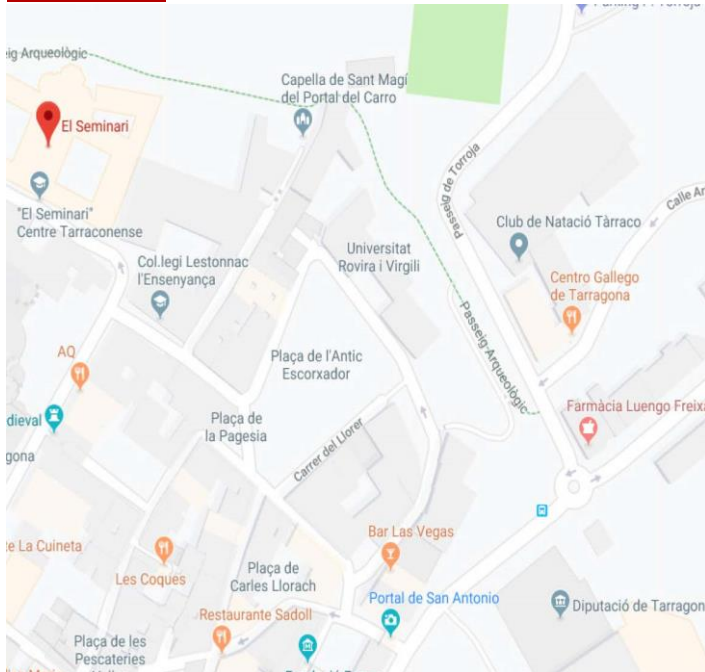 eig Arqueològic
El Seminari
"El Seminari"
Centre Tarraconense
Capella de Sant Magí
del Portal del Carro
Passeig de Torroja
Club de Natació Tàrraco
Calle Ar
Universitat
Rovira i Virgili
Col.legi Lestonnac
l'Ensenyança
Centro Gallego
de Tarragona
Passeig-Arqueològic
AQ
Plaça de l'Antic
Escorxador
dieval
gona
Plaça de
la Pagesia
Farmàcia Luengo Freixa
Carrer del Llorer
te La Cuineta
Les Coques
Bar Las Vegas
Plaça de
Carles Llorach
Portal de San Antonio
Diputació de Tarragon
Restaurante Sadoll
Plaça de les
Pescateries